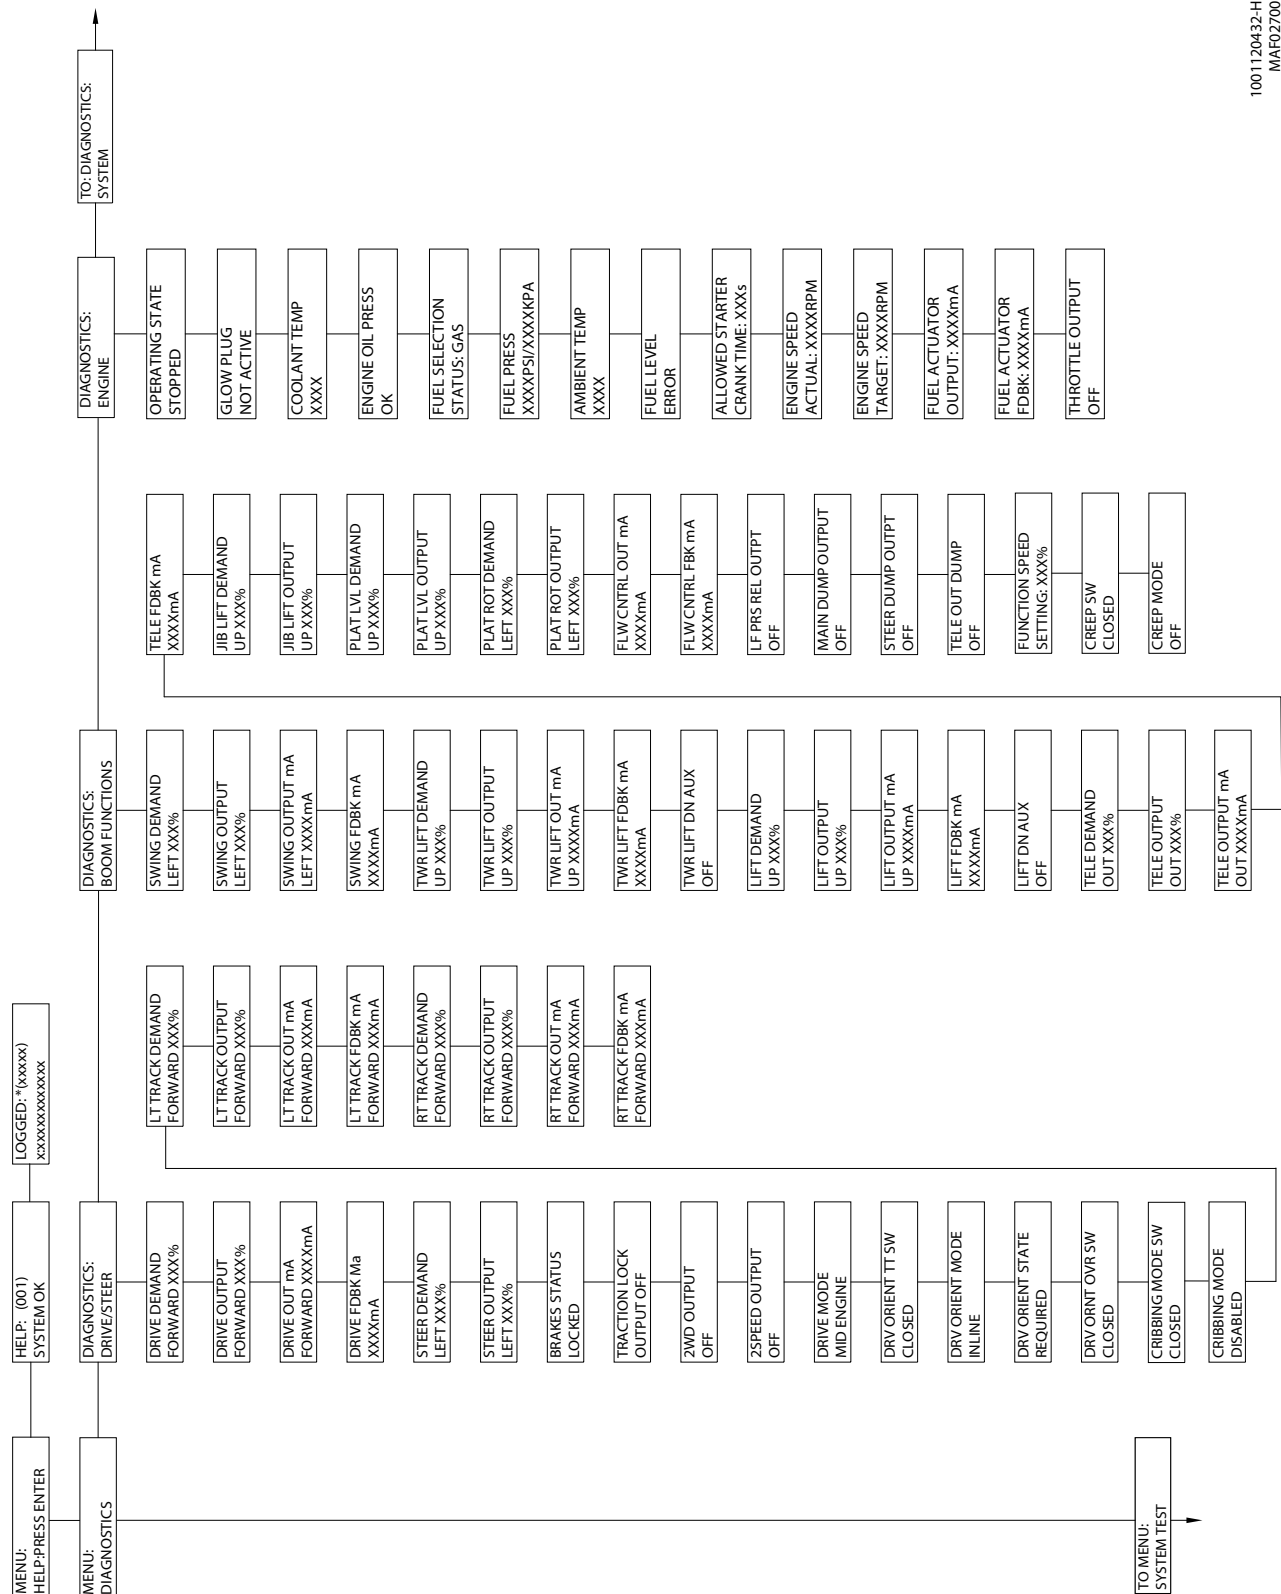 MENU:
HELP:PRESS ENTER
HELP: (001)
SYSTEM OK
LOGGED: *(xxxxx)
x:xxxxxxxxxxxx
MENU:
DIAGNOSTICS
DIAGNOSTICS:
DRIVE/STEER
DRIVE DEMAND
FORWARD XXX%
DRIVE OUTPUT
FORWARD XXX%
DRIVE OUT mA
FORWARD XXXXmA
DRIVE FDBK Ma
XXXXmA
STEER DEMAND
LEFT XXX%
STEER OUTPUT
LEFT XXX%
BRAKES STATUS
LOCKED
TRACTION LOCK
OUTPUT OFF
2WD OUTPUT
OFF
2SPEED OUTPUT
OFF
DRIVE MODE
MID ENGINE
DRV ORIENT TT SW
CLOSED
DRV ORIENT MODE
INLINE
DRV ORIENT STATE
REQUIRED
DRV ORNT OVR SW
CLOSED
CRIBBING MODE SW
CLOSED
CRIBBING MODE
DISABLED
LT TRACK DEMAND
FORWARD XXX%
LT TRACK OUTPUT
FORWARD XXX%
LT TRACK OUT mA
FORWARD XXXmA
LT TRACK FDBK mA
FORWARD XXXmA
RT TRACK DEMAND
FORWARD XXX%
RT TRACK OUTPUT
FORWARD XXX%
RT TRACK OUT mA
FORWARD XXXmA
RT TRACK FDBK mA
FORWARD XXXmA
DIAGNOSTICS:
BOOM FUNCTIONS
SWING DEMAND
LEFT XXX%
SWING OUTPUT
LEFT XXX%
SWING OUTPUT mA
LEFT XXXXmA
SWING FDBK mA
XXXXmA
TWR LIFT DEMAND
UP XXX%
TWR LIFT OUTPUT
UP XXX%
TWR LIFT OUT mA
UP XXXXmA
TWR LIFT FDBK mA
XXXXmA
TWR LIFT DN AUX
OFF
LIFT DEMAND
UP XXX%
LIFT OUTPUT
UP XXX%
LIFT OUTPUT mA
UP XXXXmA
LIFT FDBK mA
XXXXmA
LIFT DN AUX
OFF
TELE DEMAND
OUT XXX%
TELE OUTPUT
OUT XXX%
TELE OUTPUT mA
OUT XXXXmA
TELE FDBK mA
XXXXmA
JIB LIFT DEMAND
UP XXX%
JIB LIFT OUTPUT
UP XXX%
PLAT LVL DEMAND
UP XXX%
PLAT LVL OUTPUT
UP XXX%
PLAT ROT DEMAND
LEFT XXX%
PLAT ROT OUTPUT
LEFT XXX%
FLW CNTRL OUT mA
XXXXmA
FLW CNTRL FBK mA
XXXXmA
LF PRS REL OUTPT
OFF
MAIN DUMP OUTPUT
OFF
STEER DUMP OUTPT
OFF
TELE OUT DUMP
OFF
FUNCTION SPEED
SETTING: XXX%
CREEP SW
CLOSED
CREEP MODE
OFF
DIAGNOSTICS:
ENGINE
OPERATING STATE
STOPPED
GLOW PLUG
NOT ACTIVE
COOLANT TEMP
XXXX
ENGINE OIL PRESS
OK
FUEL SELECTION
STATUS: GAS
FUEL PRESS
XXXXPSI/XXXXKPA
AMBIENT TEMP
XXXX
FUEL LEVEL
ERROR
ALLOWED STARTER
CRANK TIME: XXXs
ENGINE SPEED
ACTUAL: XXXXRPM
ENGINE SPEED
TARGET: XXXXRPM
FUEL ACTUATOR
OUTPUT: XXXXmA
FUEL ACTUATOR
FDBK: XXXXmA
THROTTLE OUTPUT
OFF
TO: DIAGNOSTICS:
SYSTEM
TO MENU:
SYSTEM TEST
1001120432-H
MAF02700